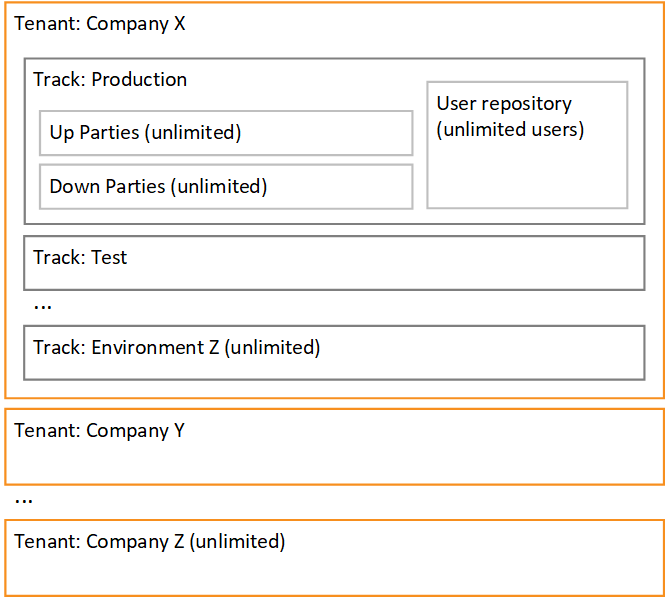 Tenant: Company X
Track: Production
Up Parties (unlimited)
Down Parties (unlimited)
User repository
(unlimited users)
Track: Test
...
Track: Environment Z (unlimited)
Tenant: Company Y
...
Tenant: Company Z (unlimited)